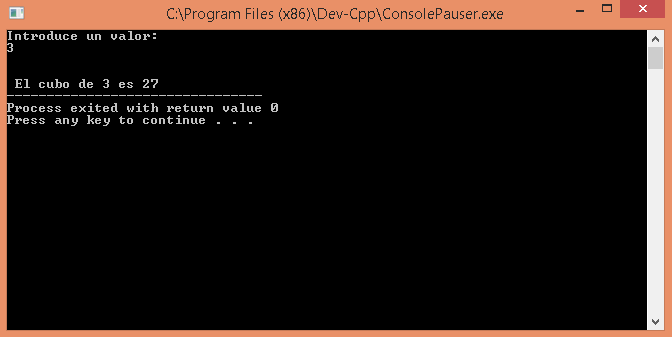 C:\Program Files (x86)\Dev-Cpp\ConsolePauser.exe
Introduce un valor:
3
El cubo de 3 es 27
--------------------------------
Process exited with return value 0
Press any key to continue . . .